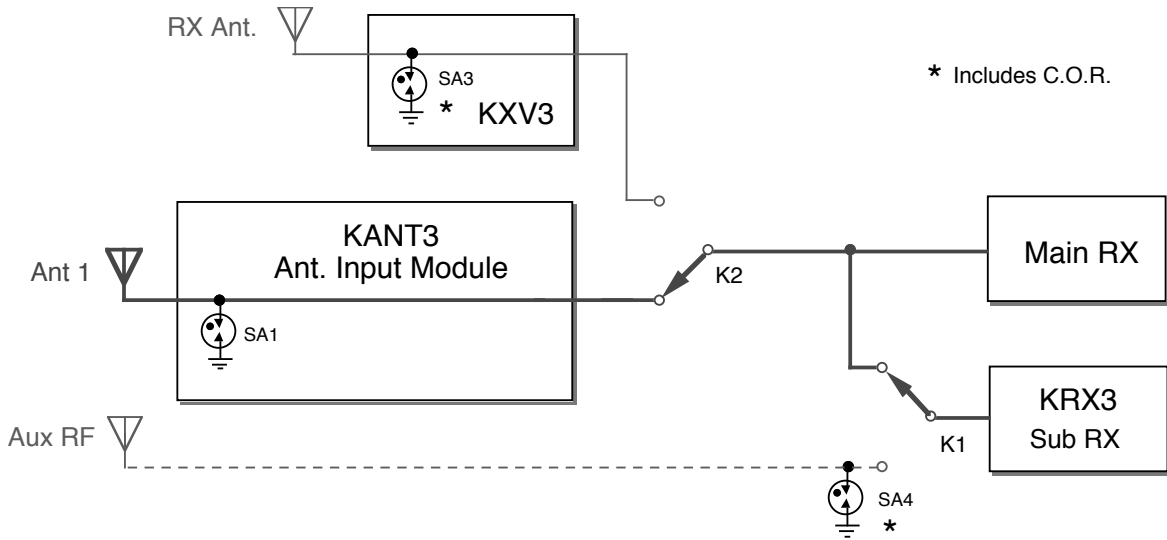 RX Ant.
SA3
*
KXV3
* Includes C.O.R.
KANT3
Ant. Input Module
Ant 1
SA1
K2
Main RX
KRX3
Sub RX
K1
Aux RF
SA4
*